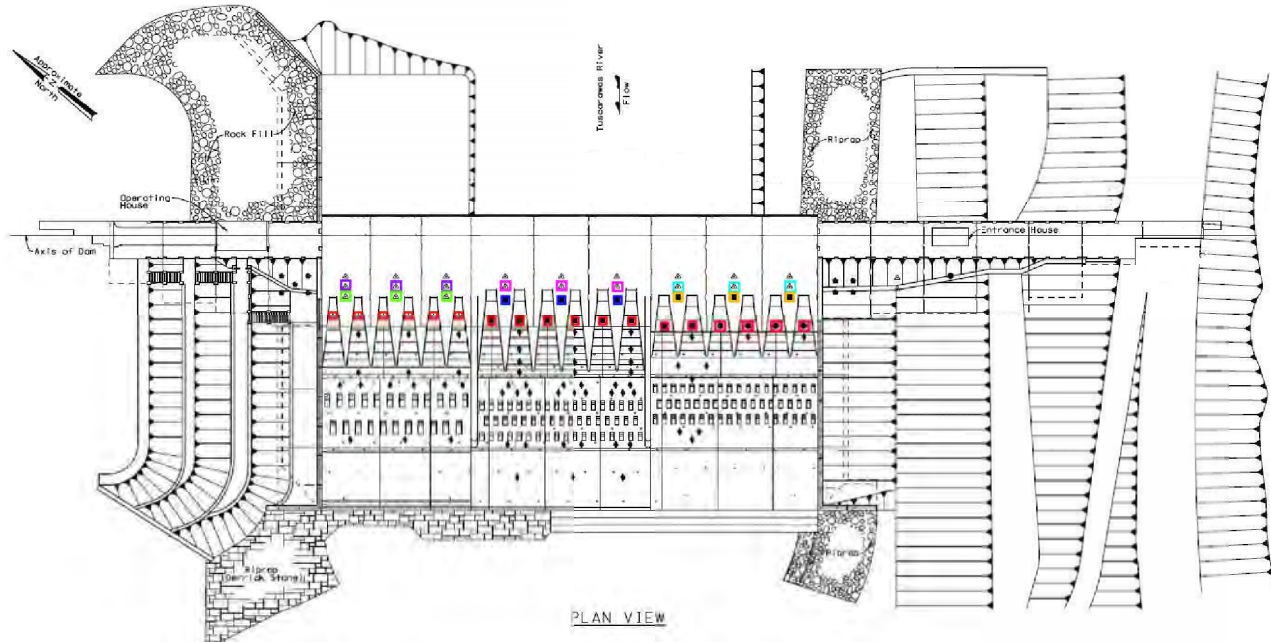 Approximate
North
Rock Fill
Tuscarawas River
Flow
Riprap
Operating
House
Axis of Dam
Entrance House
Riprap
(Derrick Stone)
Riprap
PLAN VIEW